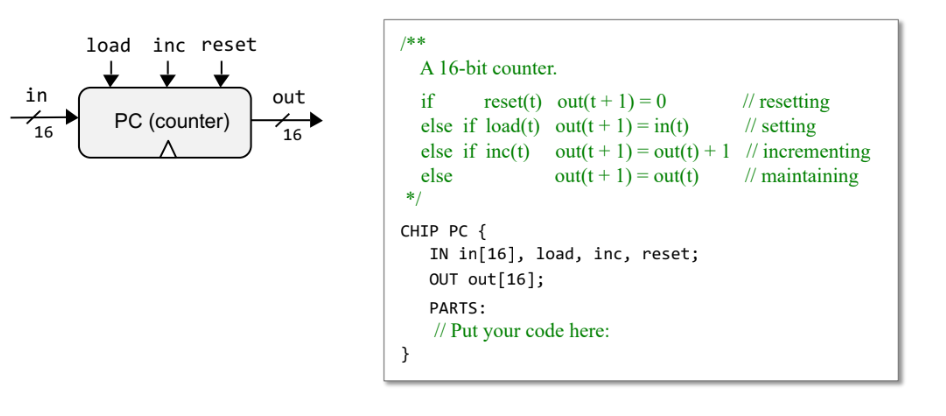 load inc reset
in
16
PC (counter)
out
16
/**
A 16-bit counter.
if reset(t) out(t + 1) = 0 // resetting
else if load(t) out(t + 1) = in(t) // setting
else if inc(t) out(t + 1) = out(t) + 1 // incrementing
else out(t + 1) = out(t) // maintaining
*/
CHIP PC {
IN in[16], load, inc, reset;
OUT out[16];
PARTS:
// Put your code here:
}